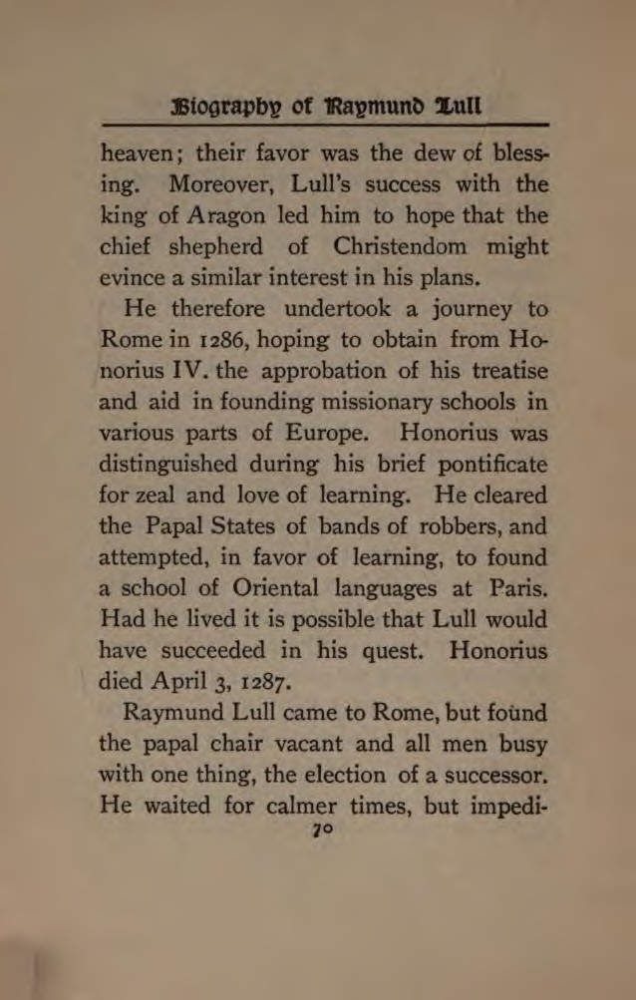 Biography of Raymund Lull
heaven; their favor was the dew of bless-
ing. Moreover, Lull's success with the
king of Aragon led him to hope that the
chief shepherd of Christendom might
evince a similar interest in his plans.
He therefore undertook a journey to
Rome in 1286, hoping to obtain from Ho-
norius IV. the approbation of his treatise
and aid in founding missionary schools in
various parts of Europe. Honorius was
distinguished during his brief pontificate
for zeal and love of learning. He cleared
the Papal States of bands of robbers, and
attempted, in favor of learning, to found
a school of Oriental languages at Paris.
Had he lived it is possible that Lull would
have succeeded in his quest. Honorius
died April 3, 1287.
Raymund Lull came to Rome, but found
the papal chair vacant and all men busy
with one thing, the election of a successor.
He waited for calmer times, but impedi-
70